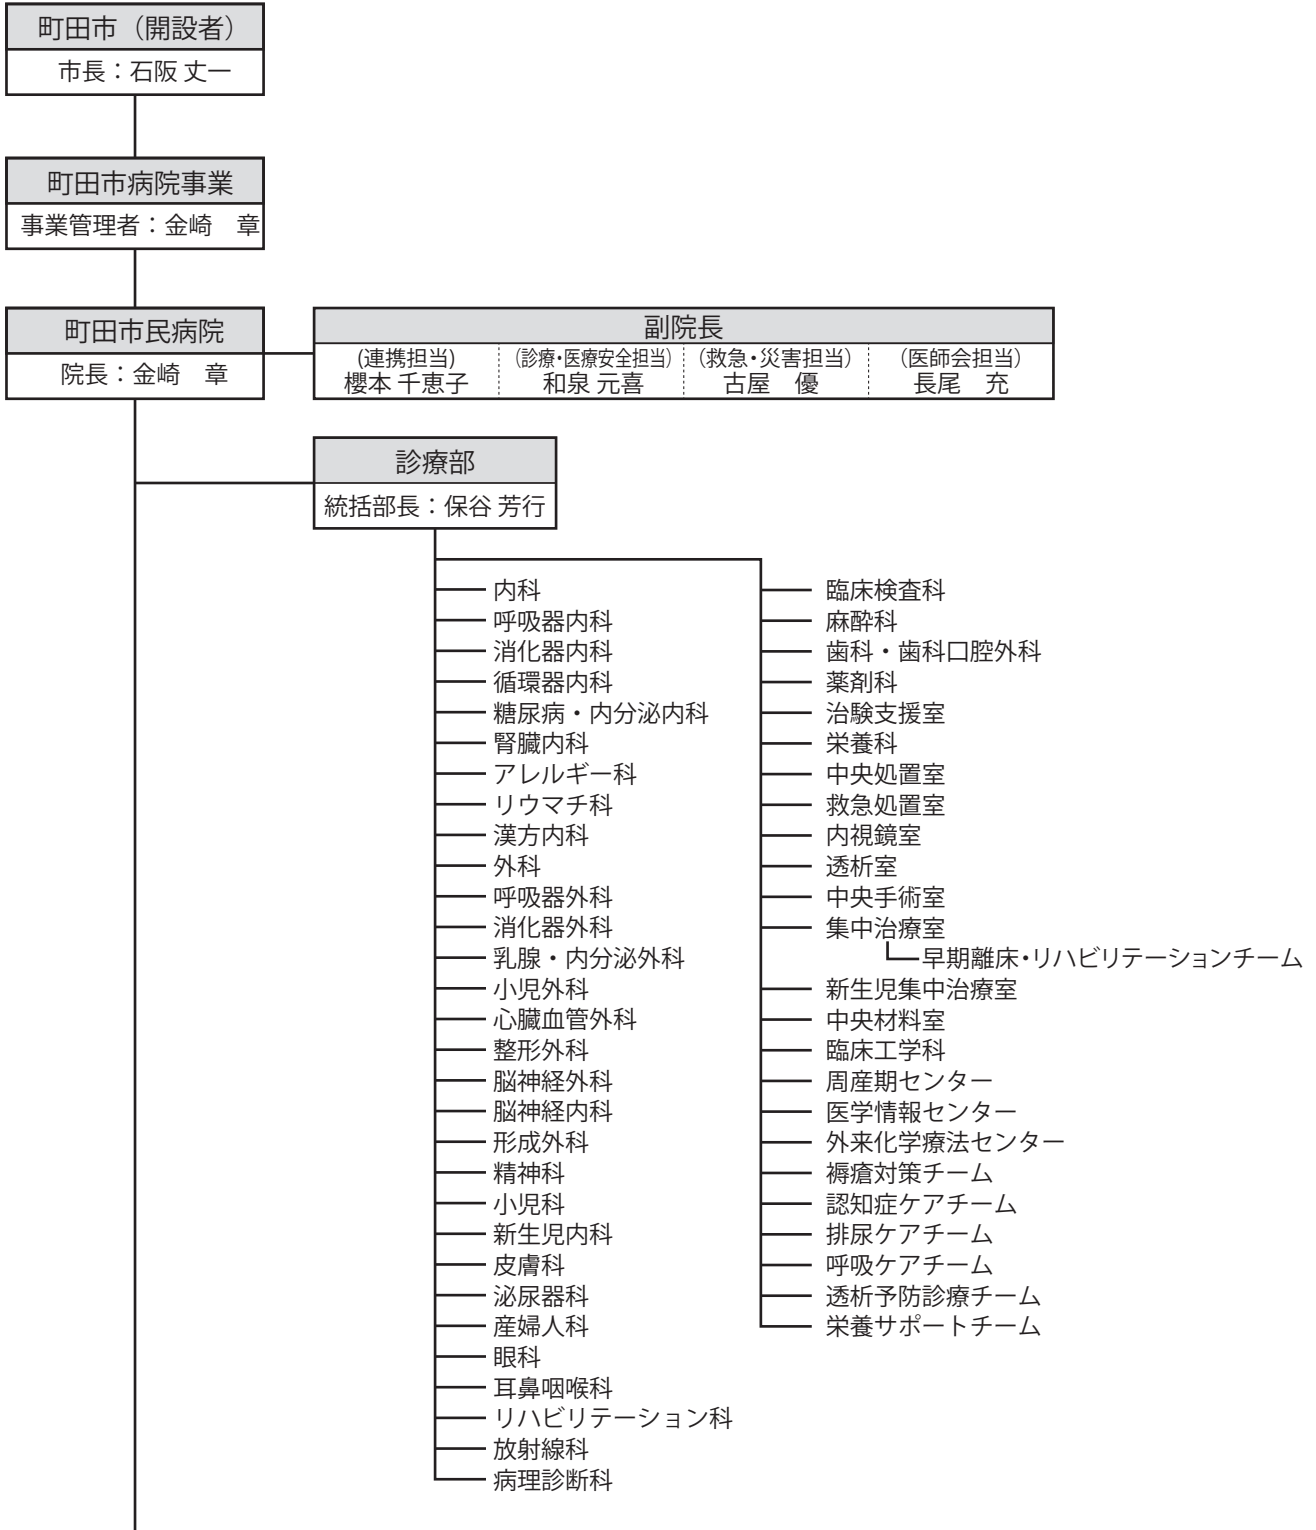 町田市（開設者）
市長：石阪 丈一
町田市病院事業
事業管理者：金崎　章
町田市民病院
院長：金崎　章
副院長
(連携担当)
櫻本 千恵子
（診療・医療安全担当）
和泉 元喜
（救急・災害担当）
古屋　優
（医師会担当）
長尾　充
診療部
統括部長：保谷 芳行
内科
呼吸器内科
消化器内科
循環器内科
糖尿病・内分泌内科
腎臓内科
アレルギー科
リウマチ科
漢方内科
外科
呼吸器外科
消化器外科
乳腺・内分泌外科
小児外科
心臓血管外科
整形外科
脳神経外科
脳神経内科
形成外科
精神科
小児科
新生児内科
皮膚科
泌尿器科
産婦人科
眼科
耳鼻咽喉科
リハビリテーション科
放射線科
病理診断科
臨床検査科
麻酔科
歯科・歯科口腔外科
薬剤科
治験支援室
栄養科
中央処置室
救急処置室
内視鏡室
透析室
中央手術室
集中治療室
早期離床・リハビリテーションチーム
新生児集中治療室
中央材料室
臨床工学科
周産期センター
医学情報センター
外来化学療法センター
褥瘡対策チーム
認知症ケアチーム
排尿ケアチーム
呼吸ケアチーム
透析予防診療チーム
栄養サポートチーム